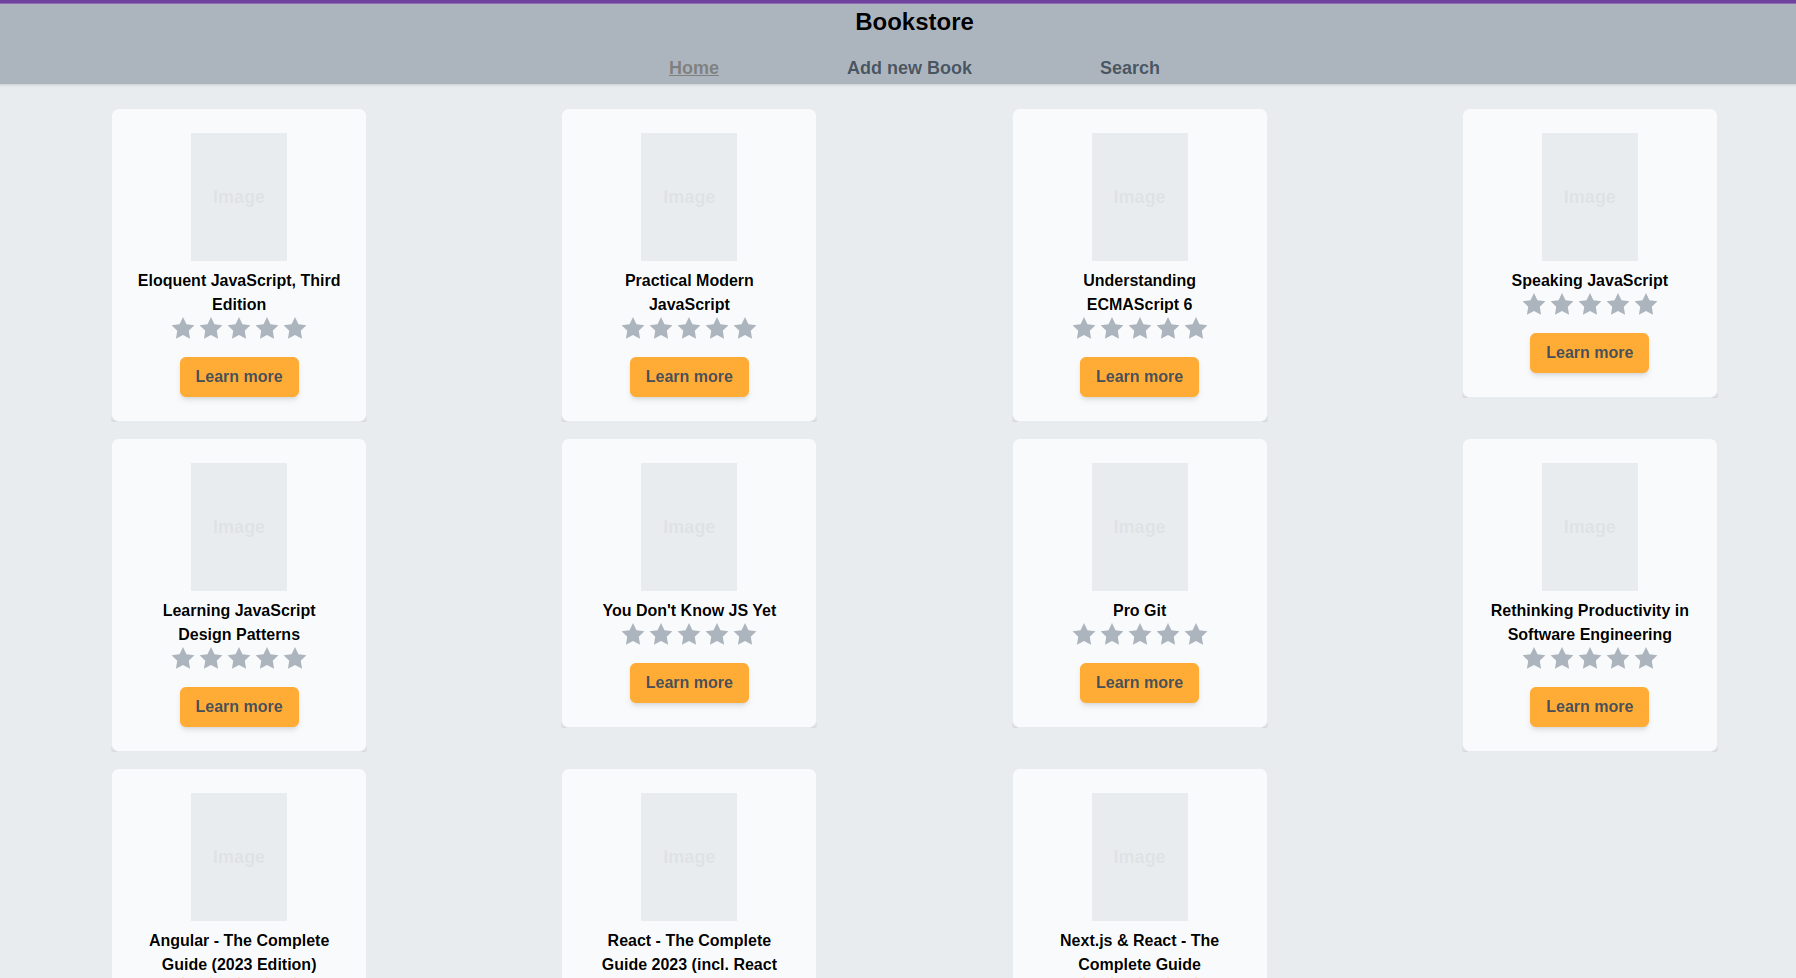 Bookstore
Home
Add new Book
Search
Image
Eloquent JavaScript, Third
Edition
Learn more
Image
Practical Modern
JavaScript
Learn more
Image
Understanding
ECMAScript 6
Learn more
Image
Speaking JavaScript
Learn more
Image
Learning JavaScript
Design Patterns
Learn more
Image
You Don't Know JS Yet
Learn more
Image
Pro Git
Learn more
Image
Rethinking Productivity in
Software Engineering
Learn more
Image
Angular - The Complete
Guide (2023 Edition)
Image
React - The Complete
Guide 2023 (incl. React
Image
Next.js & React - The
Complete Guide